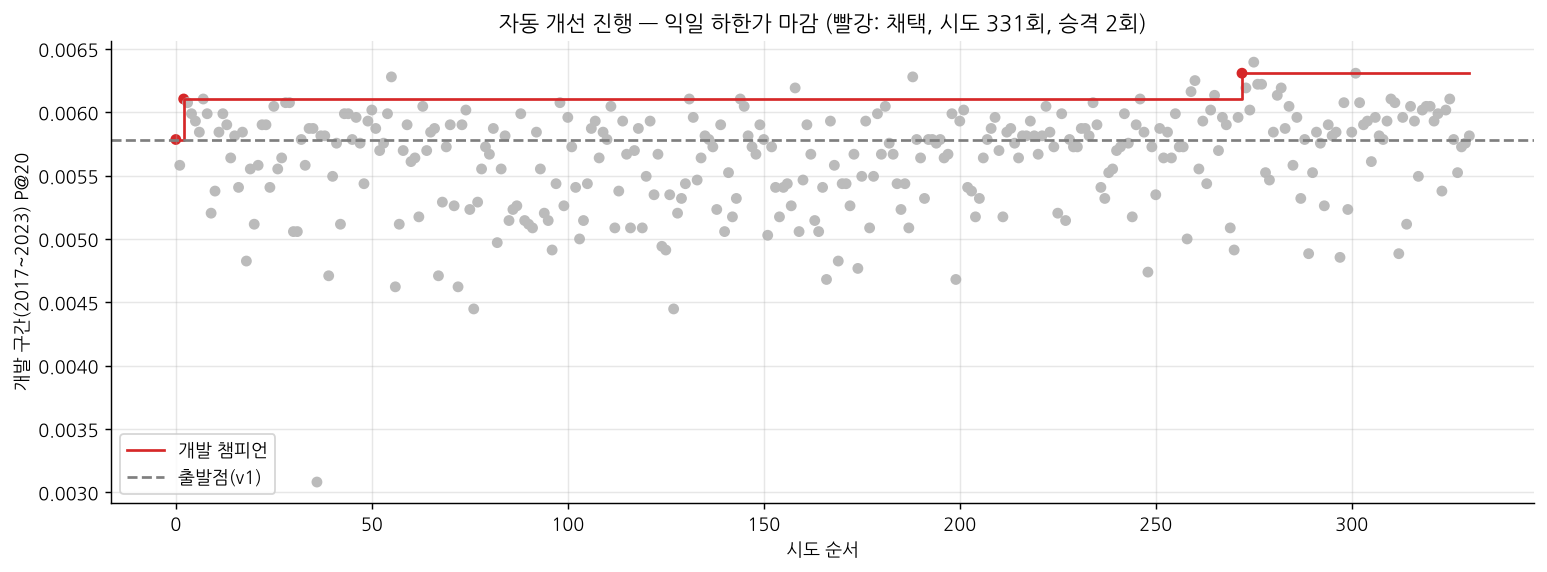 자동 개선 진행 — 익일 하한가 마감 (빨강: 채택, 시도 331회, 승격 2회)
개발 구간(2017~2023) P@20
0.0065
0.0060
0.0055
0.0050
0.0045
0.0040
0.0035
0.0030
개발 챔피언
출발점(v1)
0 50 100 150 200 250 300
시도 순서